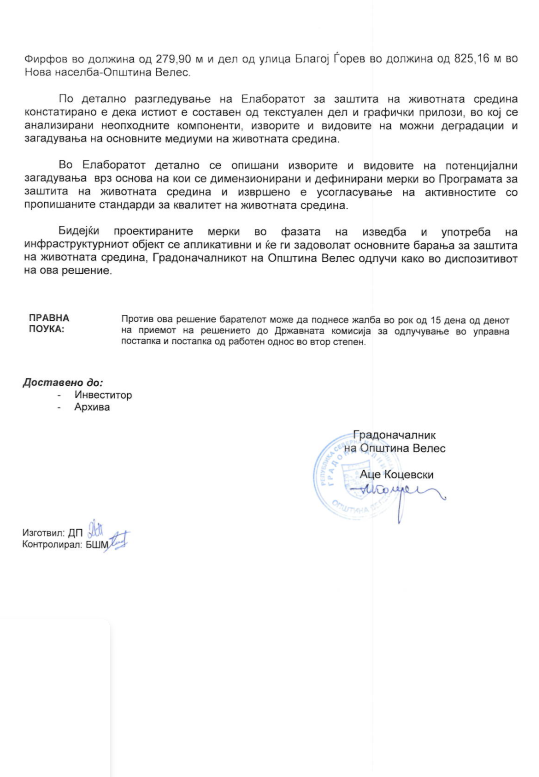 Фирфов во должина од 279,90 м и дел од улица Благој Ѓорев во должина од 825,16 м во
Нова населба-Општина Велес.
По детално разгледување на Елаборатот за заштита на животната средина
констатирано е дека истиот е составен од текстуален дел и графички прилози, во кој се
анализирани неопходните компоненти, изворите и видовите на можни деградации и
загадувања на основните медиуми на животната средина.
Во Елаборатот детално се опишани изворите и видовите на потенцијални
загадувања врз основа на кои се димензионирани и дефинирани мерки во Програмата за
заштита на животната средина и извршено е усогласување на активностите со
пропишаните стандарди за квалитет на животната средина.
Бидејќи проектираните мерки во фазата на изведба и употреба на
инфраструктурниот објект се апликативни и ќе ги задоволат основните барања за заштита
на животната средина, Градоначалникот на Општина Велес одлучи како во диспозитивот
на ова решение.
ПРАВНА
ПОУКА:
Против ова решение барателот може да поднесе жалба во рок од 15 дена од денот
на приемот на решението до Државната комисија за одлучување во управна
постапка и постапка од работен однос во втор степен.
Доставено до:
- Инвеститор
- Архива
Градоначалник
на Општина Велес
Аце Коцевски
Изготвил: ДП
Контролирал: БШМ